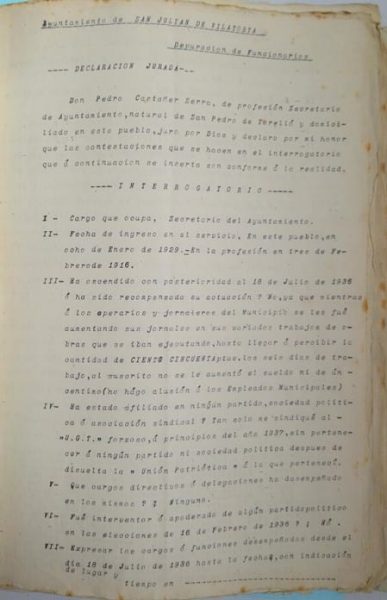 Ayuntamiento de SAN JULIAN DE VILATORTA
Depuracion de Funcionarios
---- DECLARACION JURADA--.
Don Pedro Castañer Serro, de profesión Secretario
de Ayuntamiento, natural de San Pedro de Torelló y domici-
liado en este pueblo, juro por Dios y declaro por mi honor
que las contestaciones que se hacen en el interrogatorio
que á continuacion se inserta son conforme á la realidad.
---- I N T E R R O G A T O R I O -----
I - Cargo que ocupa, Secretario del Ayuntamiento.
II- Fecha de ingreso en el servicio, En este pueblo, en
ocho de Enero de 1929.-En la profesión en tres de Fe-
brero de 1916.
III- Ha ascendido con posterioridad al 18 de Julio de 1936
ó ha sido recompensada su actuación ? No, ya que mientras
á los operarios y jornaleros del Municipio se les fué
aumentando sus jornales en sus variados trabajos de o-
bras que se iban ejecutando, hasta llegar á percibir la
cantidad de CIENTO CINCUENTA ptas, los seis dias de tra-
bajo, al suscrito no se le aumentó el sueldo ni de un
centimo(no hágo alusión á los Empleados Municipales)
IV- Ha estado afiliado en ningún partido, sociedad politi-
ca ó asociación sindical ? Tan solo se sindiqué al -
"U.G.T." forzoso, á principios del año 1937, sin pertene-
cer á ningún partido ni sociedad politica despues de
disuelta la " Unión Patriótica " á la que pertenecí.
V- Que cargos directivos ó delegaciones ha desempeñado
en los mismos ? : Ninguno.
VI- Fué interventor ó apoderado de algún partido politico
en las elecciones de 16 de Febrero de 1936 ? : Nó .
VII- Expresar los cargos ó funciones desempeñados desde el
dia 18 de Julio de 1936 hasta la fecha, con indicación
de lugar y
tiempo en